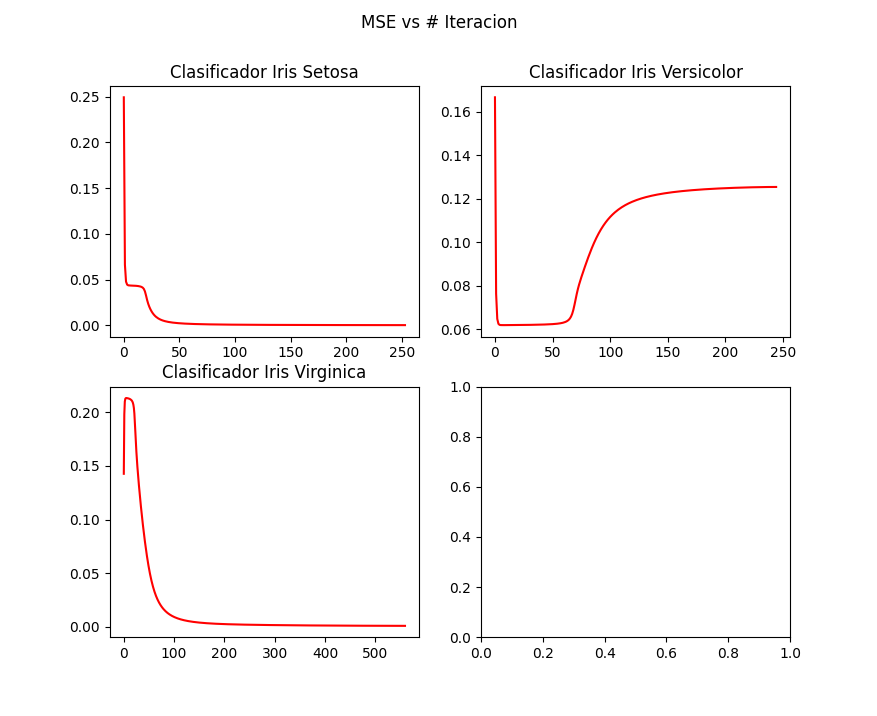 MSE vs # Iteracion
Clasificador Iris Setosa
0.25
0.20
0.15
0.10
0.05
0.00
0 50 100 150 200 250
Clasificador Iris Versicolor
0.16
0.14
0.12
0.10
0.08
0.06
0 50 100 150 200 250
Clasificador Iris Virginica
0.20
0.15
0.10
0.05
0.00
0 100 200 300 400 500
1.0
0.8
0.6
0.4
0.2
0.0
0.0 0.2 0.4 0.6 0.8 1.0